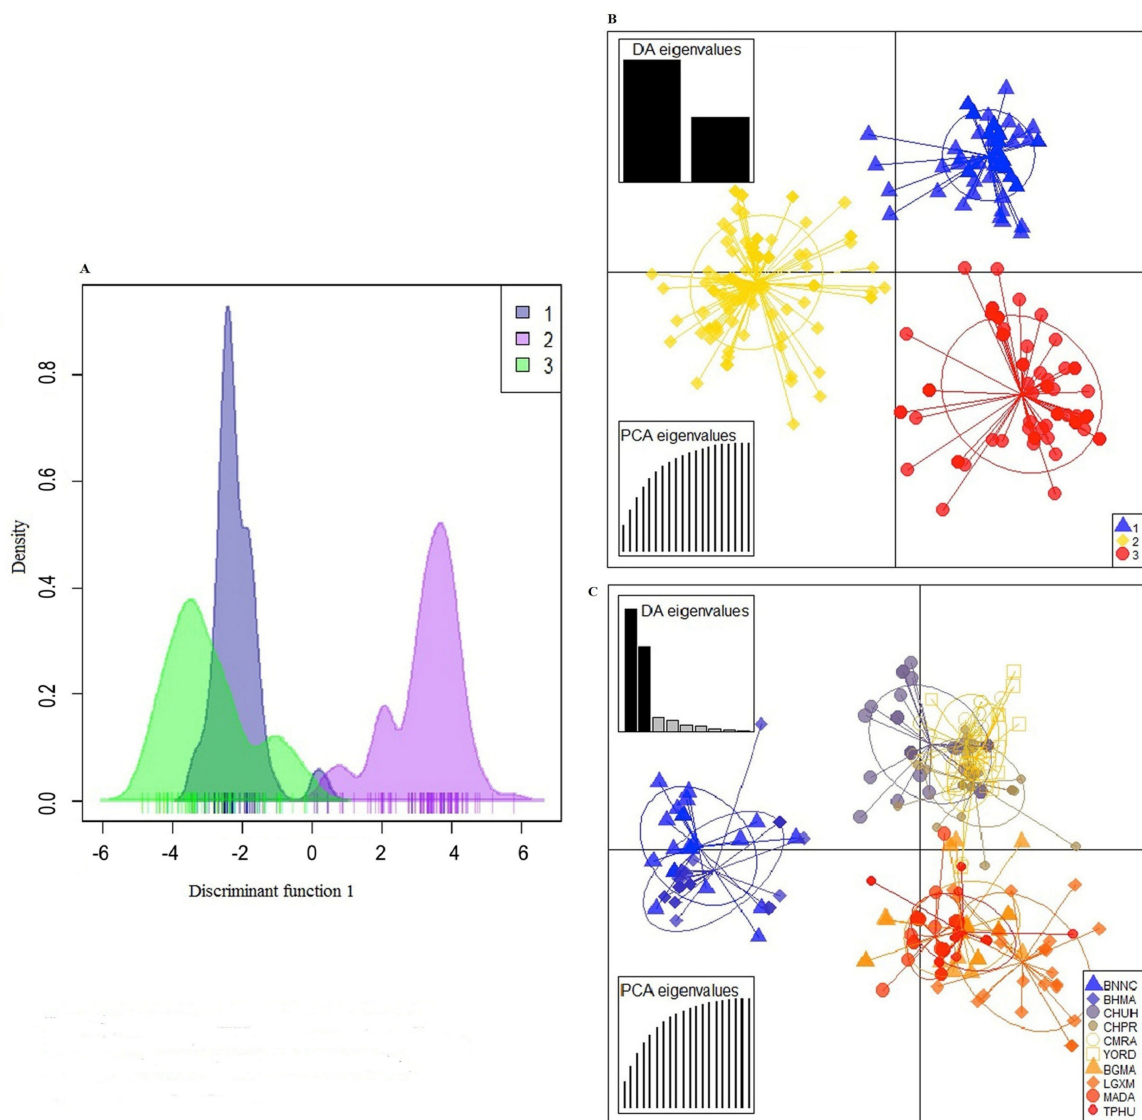 A
1
2
3
0.8
0.6
0.4
0.2
0.0
Density
-6
-4
-2
0
2
4
6
Discriminant function 1
B
DA eigenvalues
PCA eigenvalues
1
2
3
C
DA eigenvalues
PCA eigenvalues
BNNC
BHMA
CHUH
CHPR
CMRA
YORD
BGMA
LGXM
MADA
TPHU